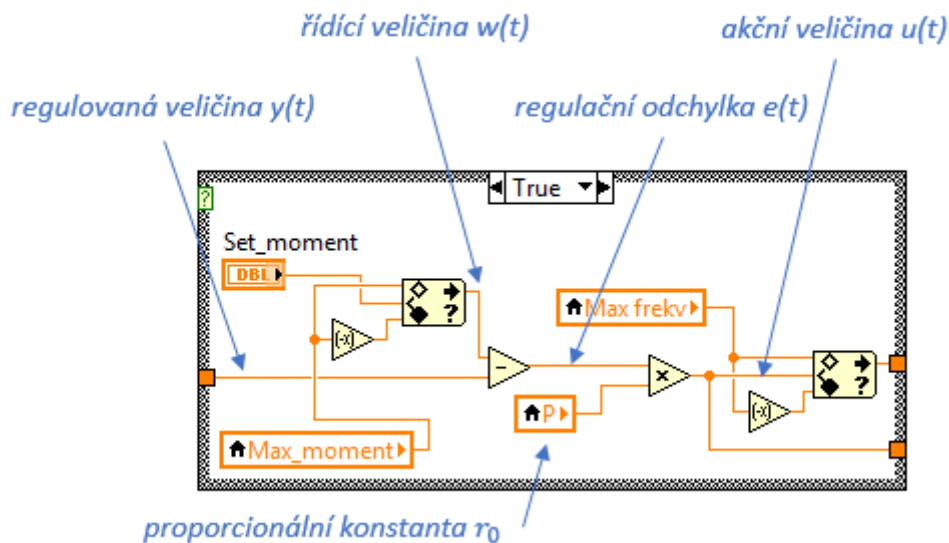 řídící veličina w(t)
akční veličina u(t)
regulovaná veličina y(t)
regulační odchylka e(t)
True
?
Set_moment
DBL
?
Max frekv
(-x)
?
-
x
P
(-x)
Max_moment
proporcionální konstanta r₀